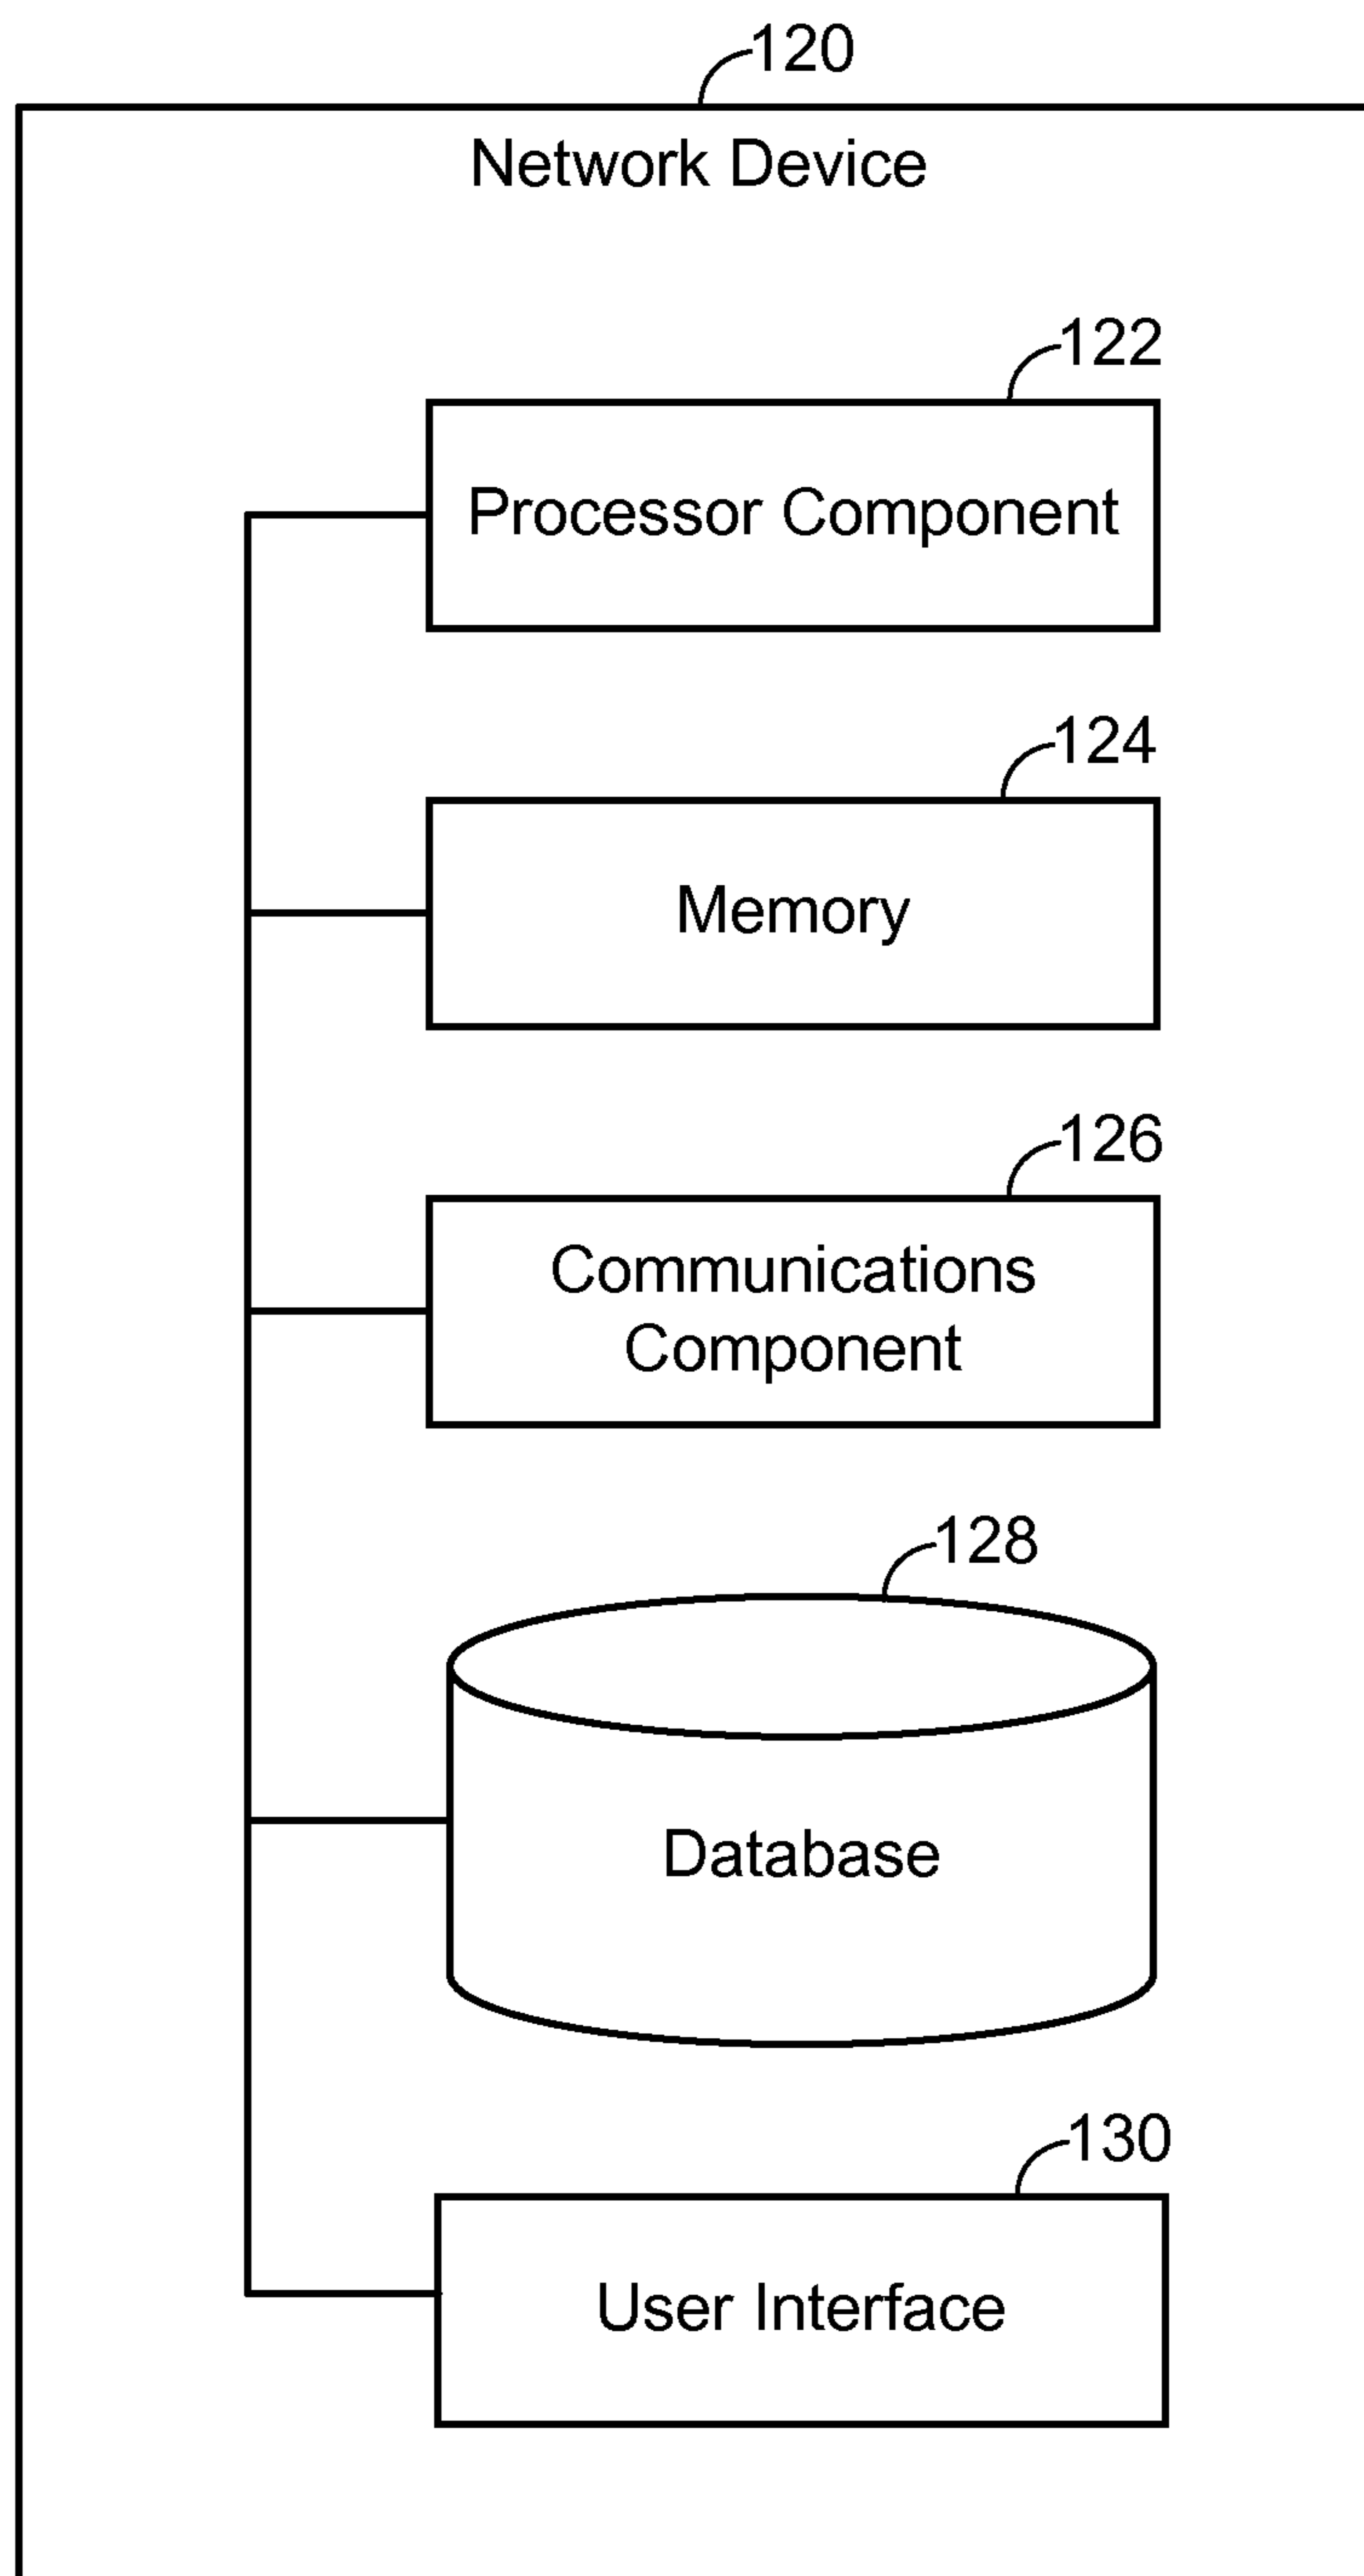 120
Network Device
122
Processor Component
124
Memory
126
Communications
Component
128
Database
130
User Interface